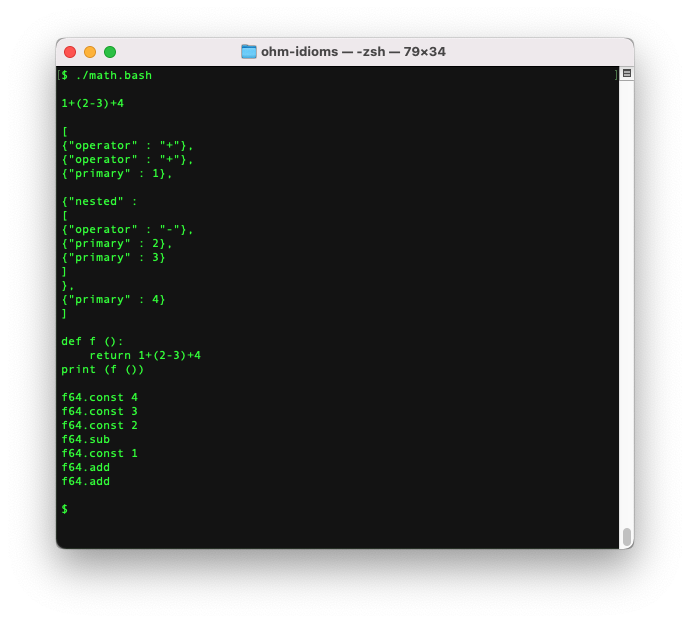 ohm-idioms — -zsh — 79×34
[$ ./math.bash ]
1+(2-3)+4
[
{"operator" : "+"},
{"operator" : "+"},
{"primary" : 1},
{"nested" :
[
{"operator" : "-"},
{"primary" : 2},
{"primary" : 3}
]
},
{"primary" : 4}
]
def f ():
    return 1+(2-3)+4
print (f ())
f64.const 4
f64.const 3
f64.const 2
f64.sub
f64.const 1
f64.add
f64.add
$